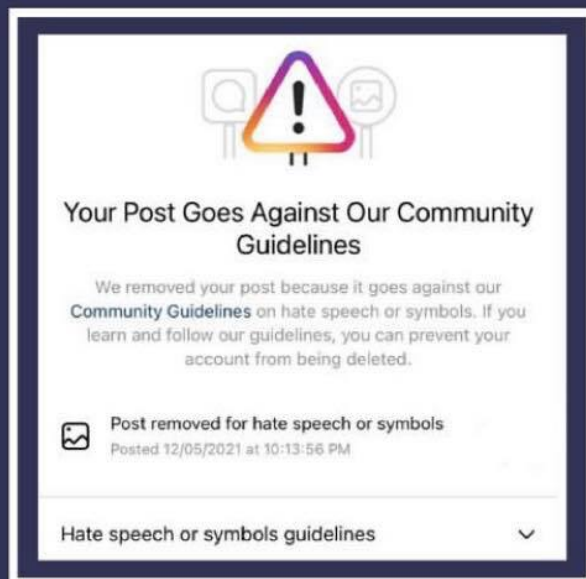 Your Post Goes Against Our Community
Guidelines
We removed your post because it goes against our
Community Guidelines on hate speech or symbols. If you
learn and follow our guidelines, you can prevent your
account from being deleted.
Post removed for hate speech or symbols
Posted 12/05/2021 at 10:13:56 PM
Hate speech or symbols guidelines